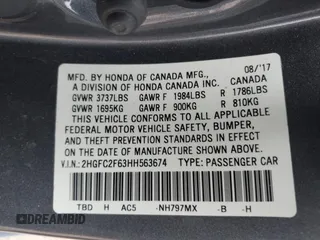 MFD. BY HONDA OF CANADA MFG., 08/'17
A DIVISION OF HONDA CANADA INC. CANADA
GVWR 3737LBS GAWR F 1984LBS R 1786LBS
GVWR 1695KG GAWR F 900KG R 810KG
THIS VEHICLE CONFORMS TO ALL APPLICABLE
FEDERAL MOTOR VEHICLE SAFETY, BUMPER,
AND THEFT PREVENTION STANDARDS IN EFFECT
ON THE DATE OF MANUFACTURE SHOWN ABOVE.
V.I.N.: 2HGFC2F63HH563674 TYPE: PASSENGER CAR
TBD H AC5 -NH797MX -B -H
DREAMBID